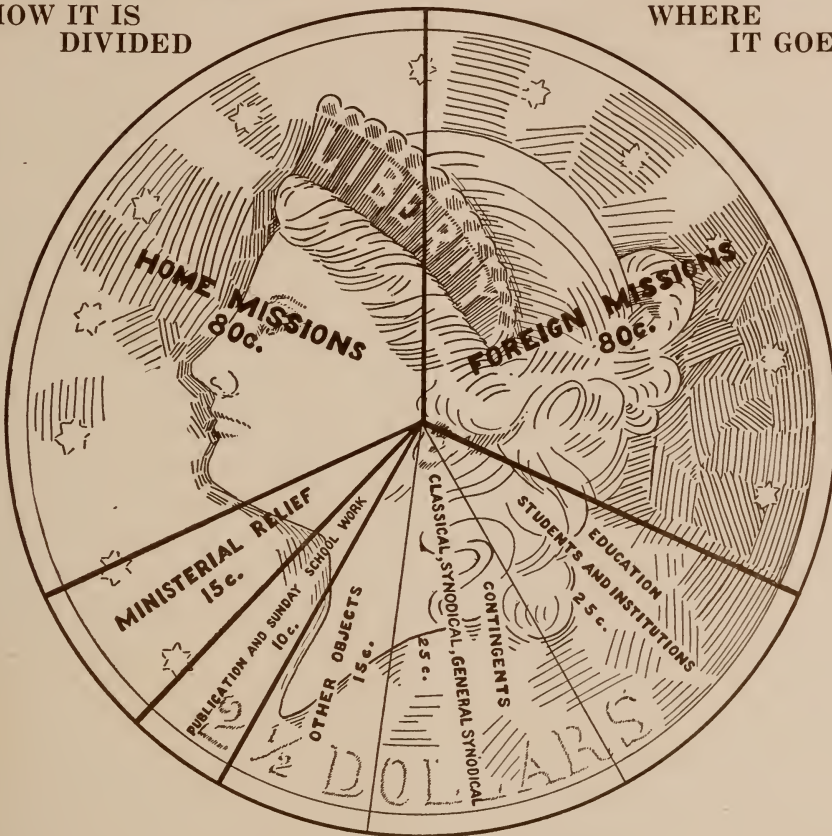 HOW IT IS
DIVIDED
WHERE
IT GOE
LIBERTY
HOME MISSIONS
80c.
FOREIGN MISSIONS
80c.
MINISTERIAL RELIEF
15c.
PUBLICATION AND SUNDAY SCHOOL WORK
10c.
OTHER OBJECTS
15c.
CONTINGENTS
CLASSICAL, SYNODICAL, GENERAL SYNODICAL
25c.
EDUCATION
STUDENTS AND INSTITUTIONS
25c.
2 1/2 DOLLARS